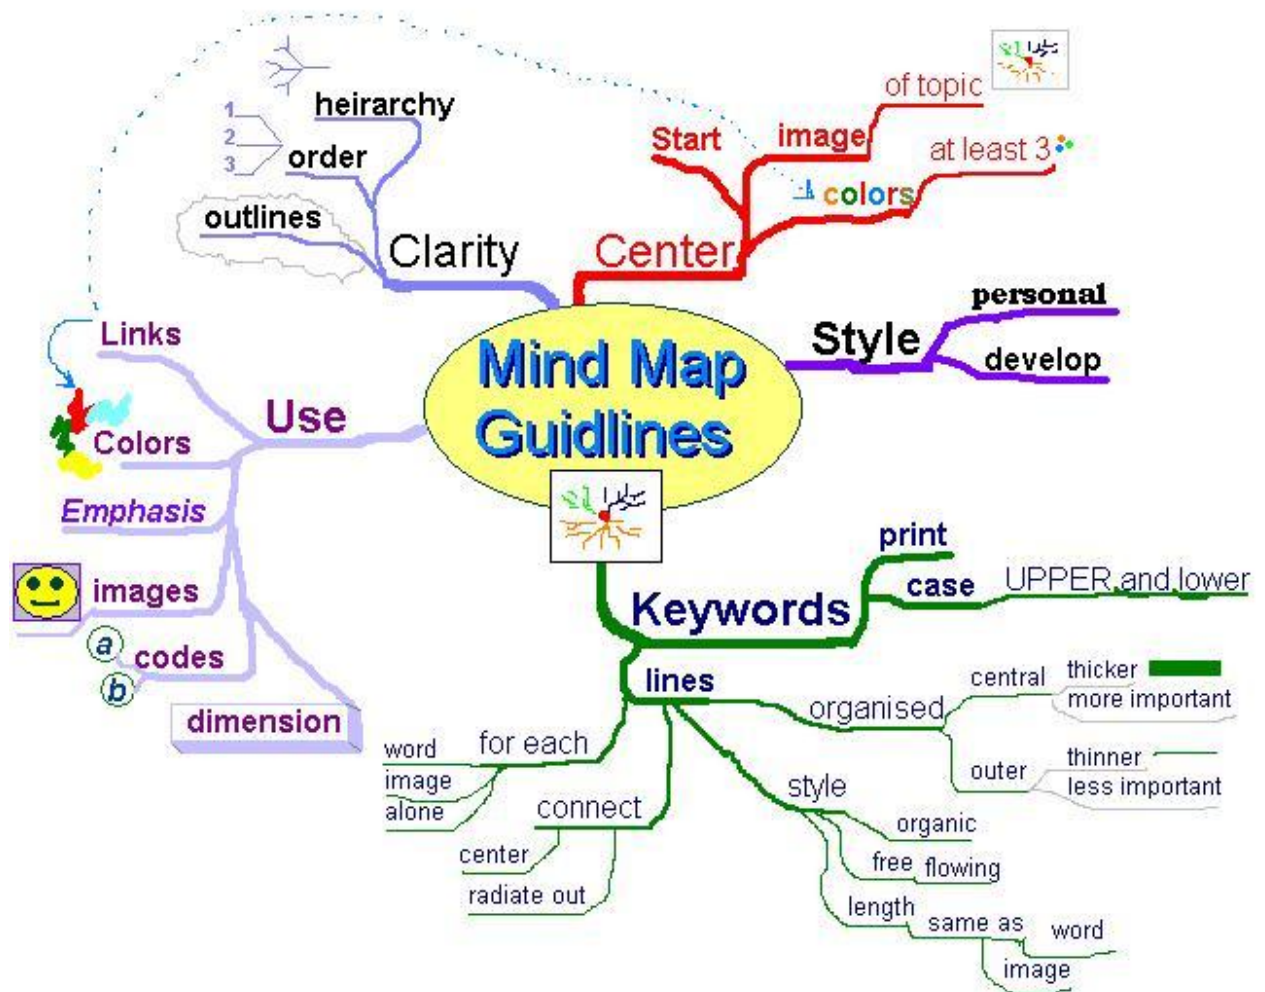 Mind Map
Guidlines
Center
Start
image
of topic
colors
at least 3
Style
personal
develop
Keywords
print
case
UPPER and lower
lines
organised
central
thicker
more important
outer
thinner
less important
style
organic
free flowing
length
same as
word
image
connect
center
radiate out
for each
word
image
alone
Use
Links
Colors
Emphasis
images
codes
a
b
dimension
Clarity
heirarchy
order
1
2
3
outlines